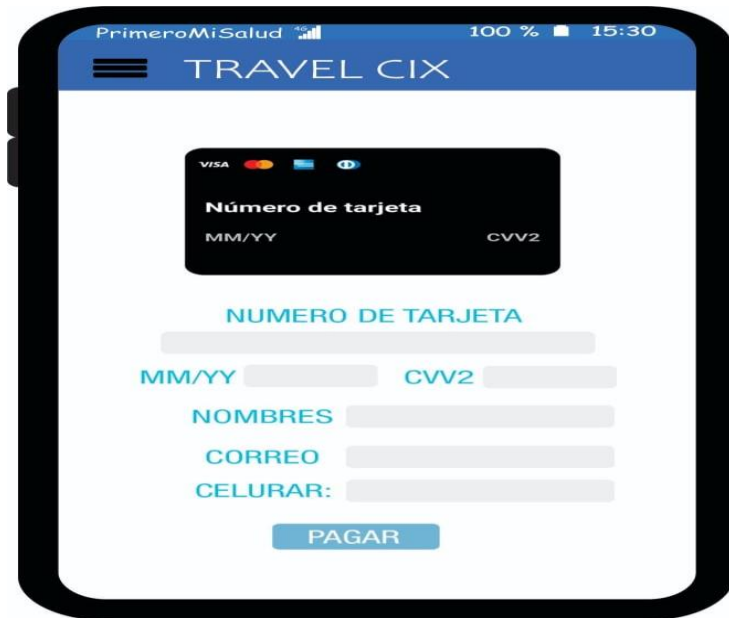 PrimeroMiSalud 4G 100 % 15:30
TRAVEL CIX
VISA
Número de tarjeta
MM/YY CVV2
NUMERO DE TARJETA
MM/YY CVV2
NOMBRES
CORREO
CELURAR:
PAGAR